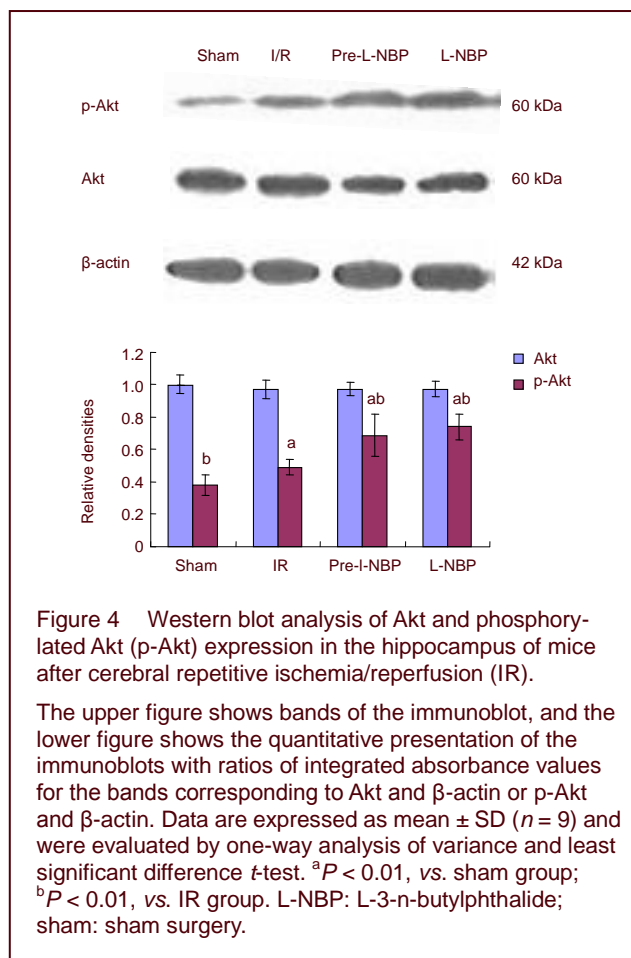 Sham I/R Pre-L-NBP L-NBP
p-Akt 60 kDa
Akt 60 kDa
β-actin 42 kDa
1.2
1.0
0.8
0.6
0.4
0.2
0
Relative densities
Akt
p-Akt
b
a
ab
ab
Sham IR Pre-l-NBP L-NBP
Figure 4 Western blot analysis of Akt and phosphory-
lated Akt (p-Akt) expression in the hippocampus of mice
after cerebral repetitive ischemia/reperfusion (IR).
The upper figure shows bands of the immunoblot, and the
lower figure shows the quantitative presentation of the
immunoblots with ratios of integrated absorbance values
for the bands corresponding to Akt and β-actin or p-Akt
and β-actin. Data are expressed as mean ± SD (n = 9) and
were evaluated by one-way analysis of variance and least
significant difference t-test. ᵃP < 0.01, vs. sham group;
ᵇP < 0.01, vs. IR group. L-NBP: L-3-n-butylphthalide;
sham: sham surgery.